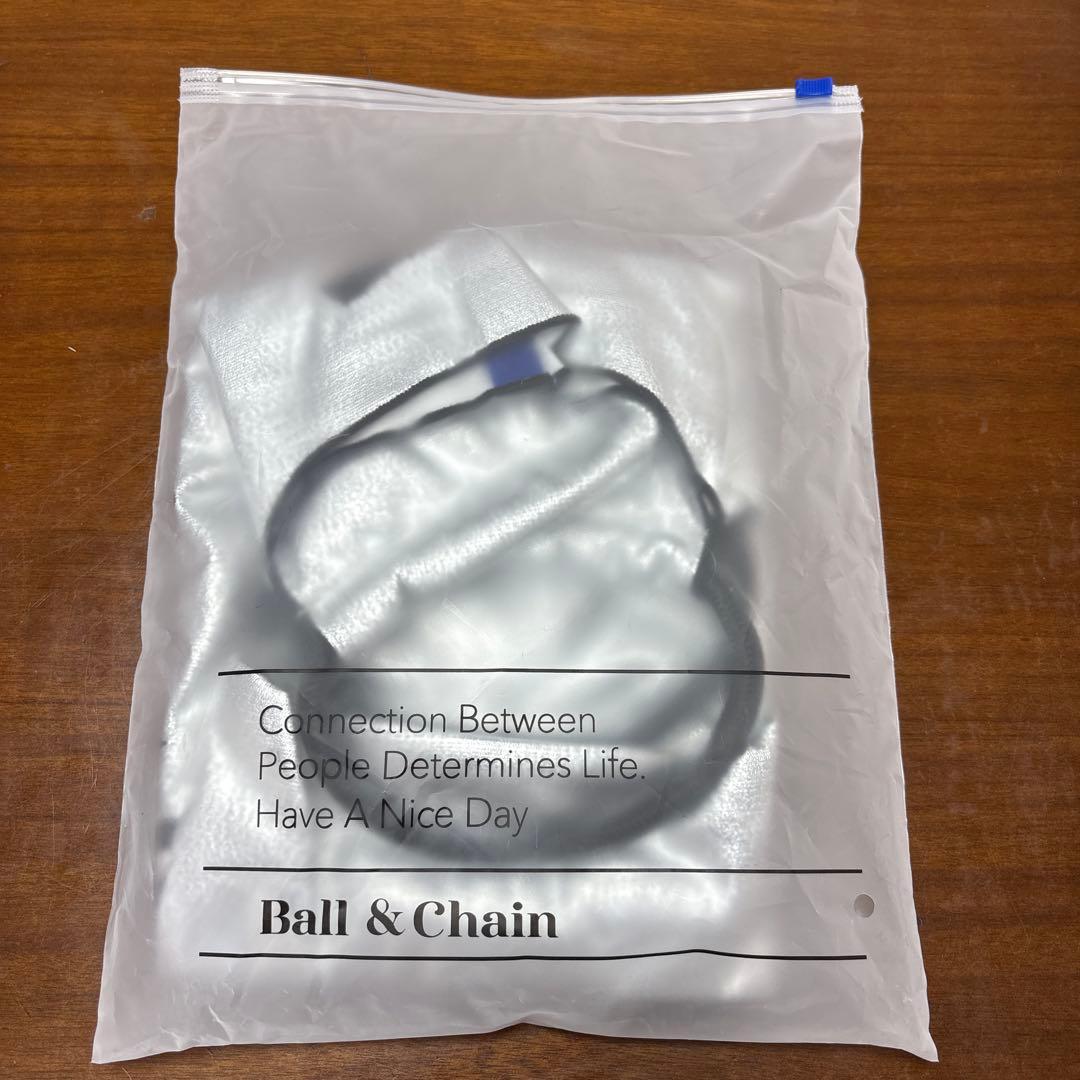 Connection Between
People Determines Life.
Have A Nice Day
Ball & Chain